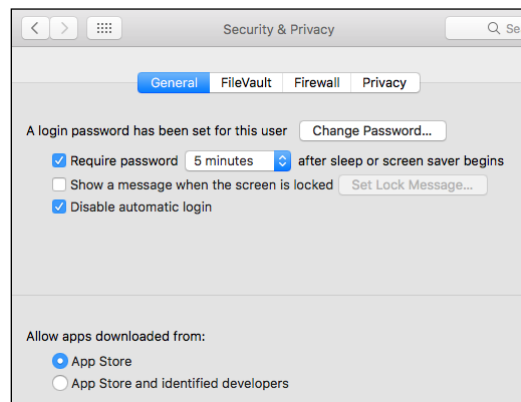 Security & Privacy
Se
General FileVault Firewall Privacy
A login password has been set for this user Change Password...
Require password 5 minutes after sleep or screen saver begins
Show a message when the screen is locked Set Lock Message...
Disable automatic login
Allow apps downloaded from:
App Store
App Store and identified developers